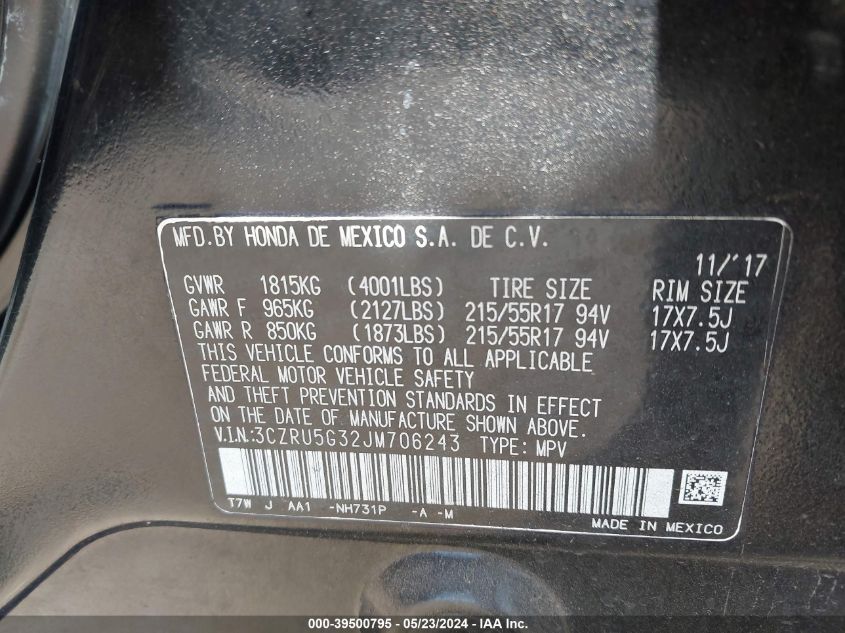 MFD.BY HONDA DE MEXICO S.A. DE C.V.
11/'17
GVWR 1815KG (4001LBS) TIRE SIZE RIM SIZE
GAWR F 965KG (2127LBS) 215/55R17 94V 17X7.5J
GAWR R 850KG (1873LBS) 215/55R17 94V 17X7.5J
THIS VEHICLE CONFORMS TO ALL APPLICABLE
FEDERAL MOTOR VEHICLE SAFETY
AND THEFT PREVENTION STANDARDS IN EFFECT
ON THE DATE OF MANUFACTURE SHOWN ABOVE.
V.I.N.:3CZRU5G32JM706243 TYPE: MPV
T7W J AA1 -NH731P -A -M
MADE IN MEXICO
000-39500795 - 05/23/2024 - IAA Inc.